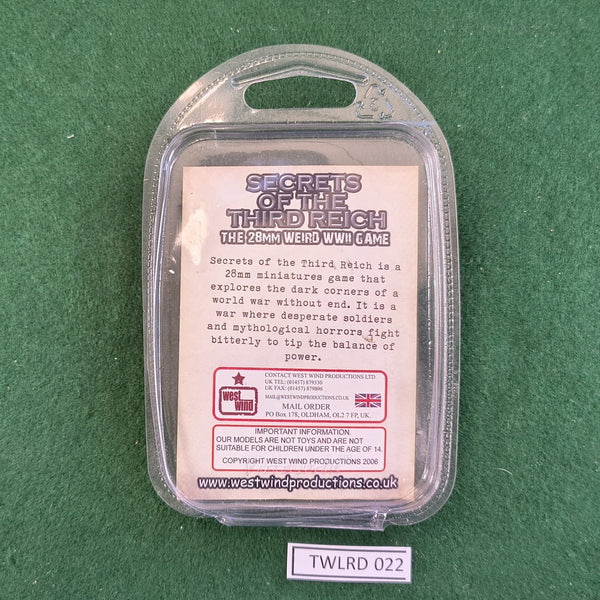 SECRETS
OF THE
THIRD REICH
THE 28MM WEIRD WWII GAME
Secrets of the Third Reich is a
28mm miniatures game that
explores the dark corners of a
world war without end. It is a
war where desperate soldiers
and mythological horrors fight
bitterly to tip the balance of
power.
west
wind
CONTACT WEST WIND PRODUCTIONS LTD.
UK TEL: (01457) 879330
UK FAX: (01457) 879886
MAIL@WESTWINDPRODUCTIONS.CO.UK
MAIL ORDER
PO Box 178, OLDHAM, OL2 7 FP, UK.
IMPORTANT INFORMATION.
OUR MODELS ARE NOT TOYS AND ARE NOT
SUITABLE FOR CHILDREN UNDER THE AGE OF 14.
COPYRIGHT WEST WIND PRODUCTIONS 2006
www.westwindproductions.co.uk
TWLRD 022